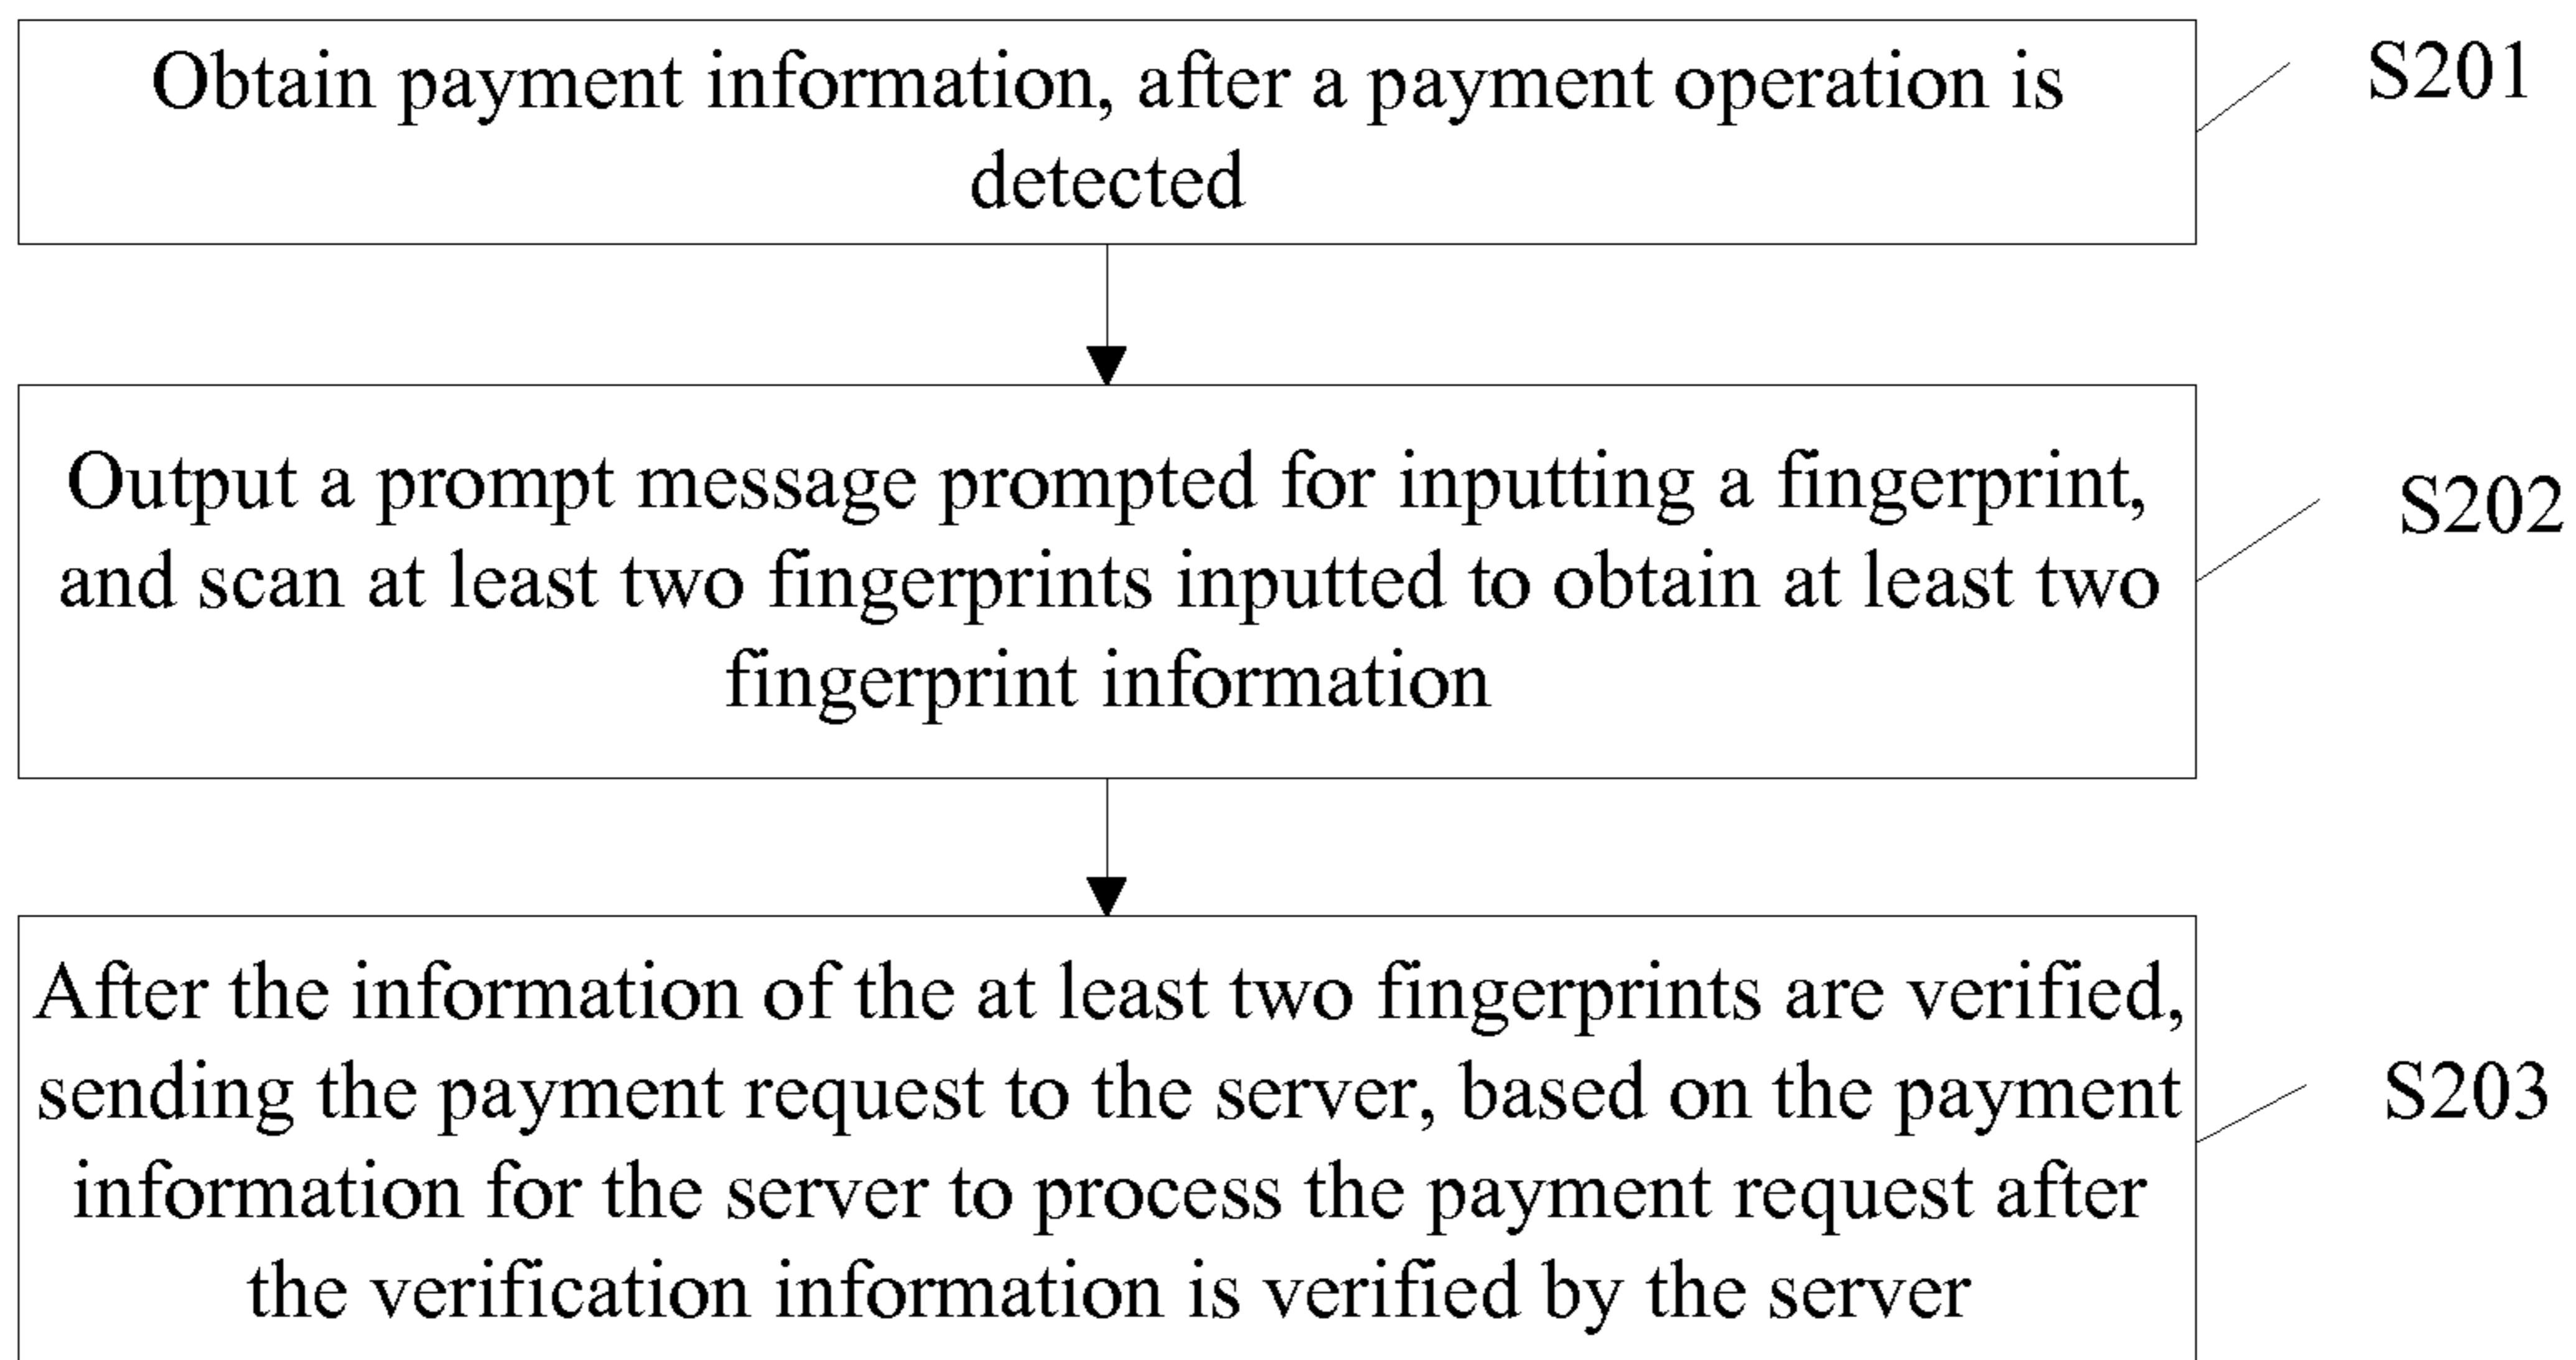 Obtain payment information, after a payment operation is
detected
S201
Output a prompt message prompted for inputting a fingerprint,
and scan at least two fingerprints inputted to obtain at least two
fingerprint information
S202
After the information of the at least two fingerprints are verified,
sending the payment request to the server, based on the payment
information for the server to process the payment request after
the verification information is verified by the server
S203